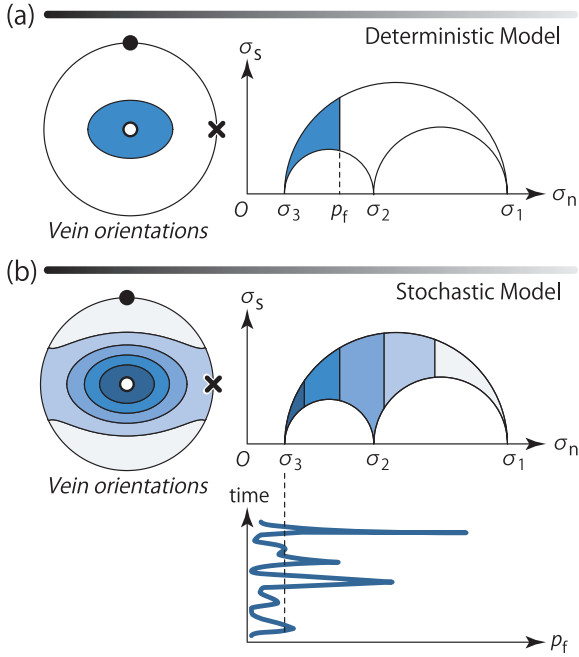 (a)
Deterministic Model
σs
O
σ3
pf
σ2
σ1
σn
Vein orientations
(b)
Stochastic Model
σs
O
σ3
σ2
σ1
σn
Vein orientations
time
pf